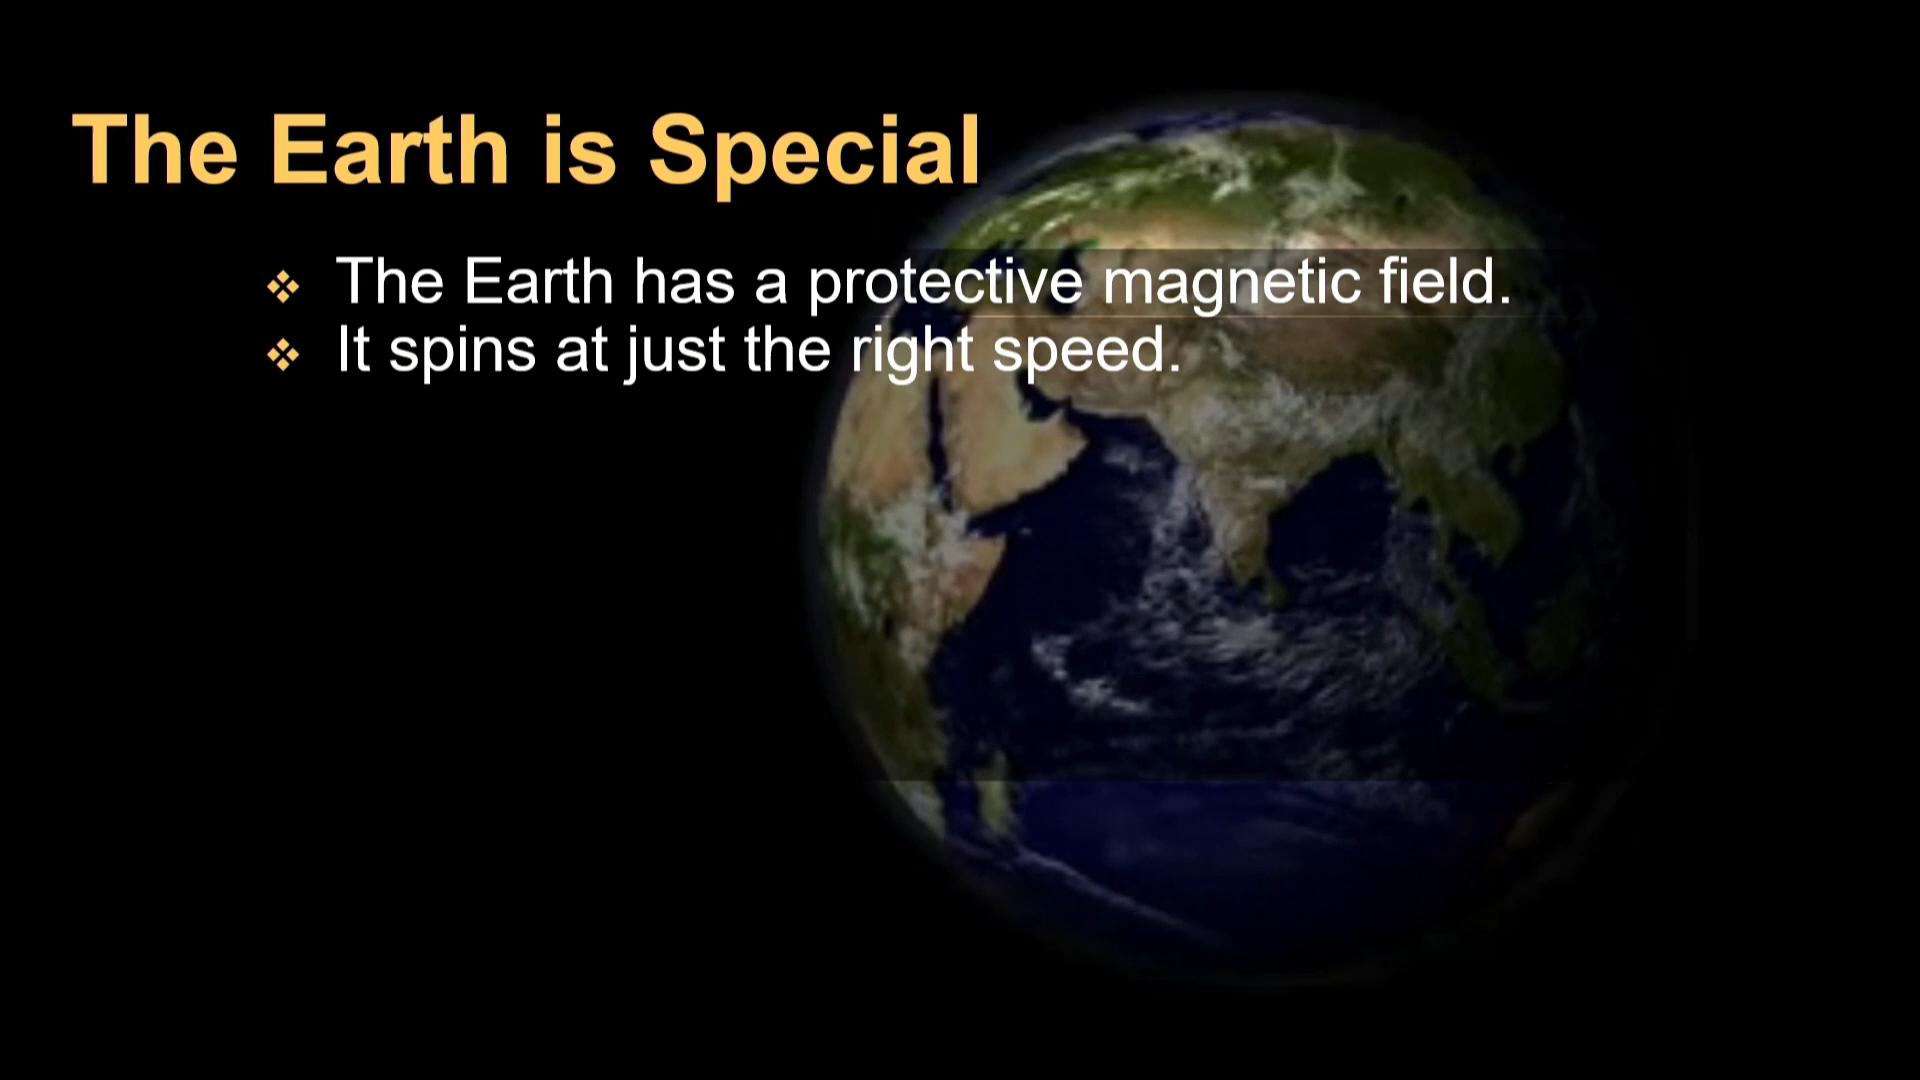 The Earth is Special
❖ The Earth has a protective magnetic field.
❖ It spins at just the right speed.